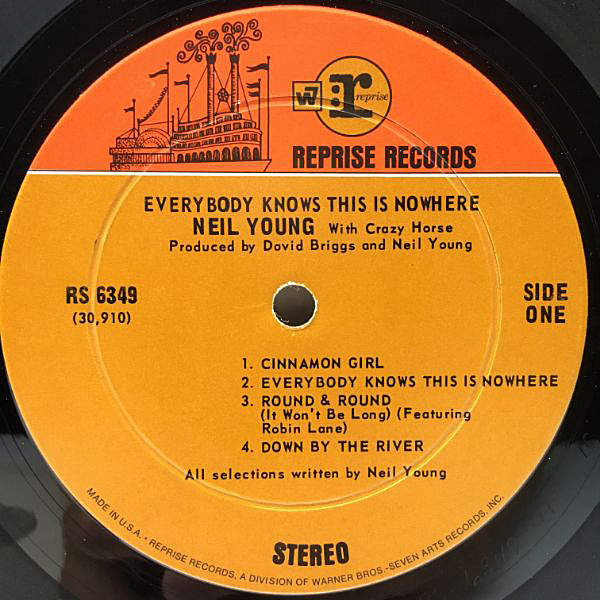 W7 r: reprise
REPRISE RECORDS
EVERYBODY KNOWS THIS IS NOWHERE
NEIL YOUNG With Crazy Horse
Produced by David Briggs and Neil Young
RS 6349
(30,910)
SIDE
ONE
1. CINNAMON GIRL
2. EVERYBODY KNOWS THIS IS NOWHERE
3. ROUND & ROUND
(It Won't Be Long) (Featuring
Robin Lane)
4. DOWN BY THE RIVER
All selections written by Neil Young
STEREO
MADE IN U.S.A. • REPRISE RECORDS, A DIVISION OF WARNER BROS.-SEVEN ARTS RECORDS, INC.